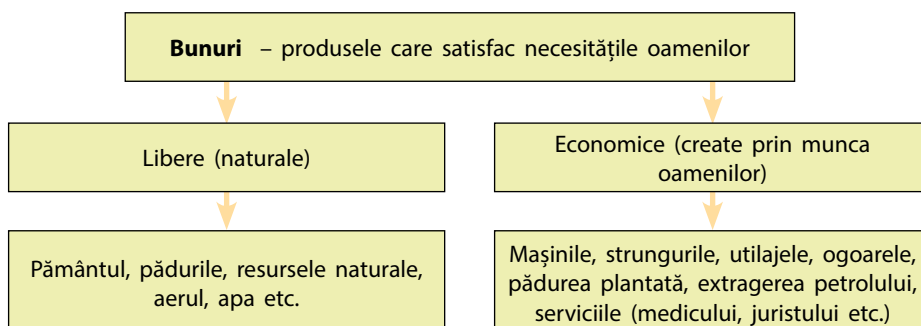 Bunuri – produsele care satisfac necesitățile oamenilor
Libere (naturale)
Economice (create prin munca
oamenilor)
Pământul, pădurile, resursele naturale,
aerul, apa etc.
Mașinile, strungurile, utilajele, ogoarele,
pădurea plantată, extragerea petrolului,
serviciile (medicului, juristului etc.)